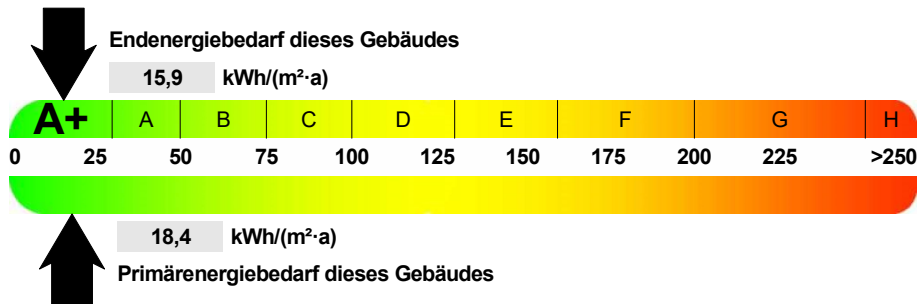 Endenergiebedarf dieses Gebäudes
15,9 kWh/(m²·a)
A+ A B C D E F G H
0 25 50 75 100 125 150 175 200 225 >250
18,4 kWh/(m²·a)
Primärenergiebedarf dieses Gebäudes